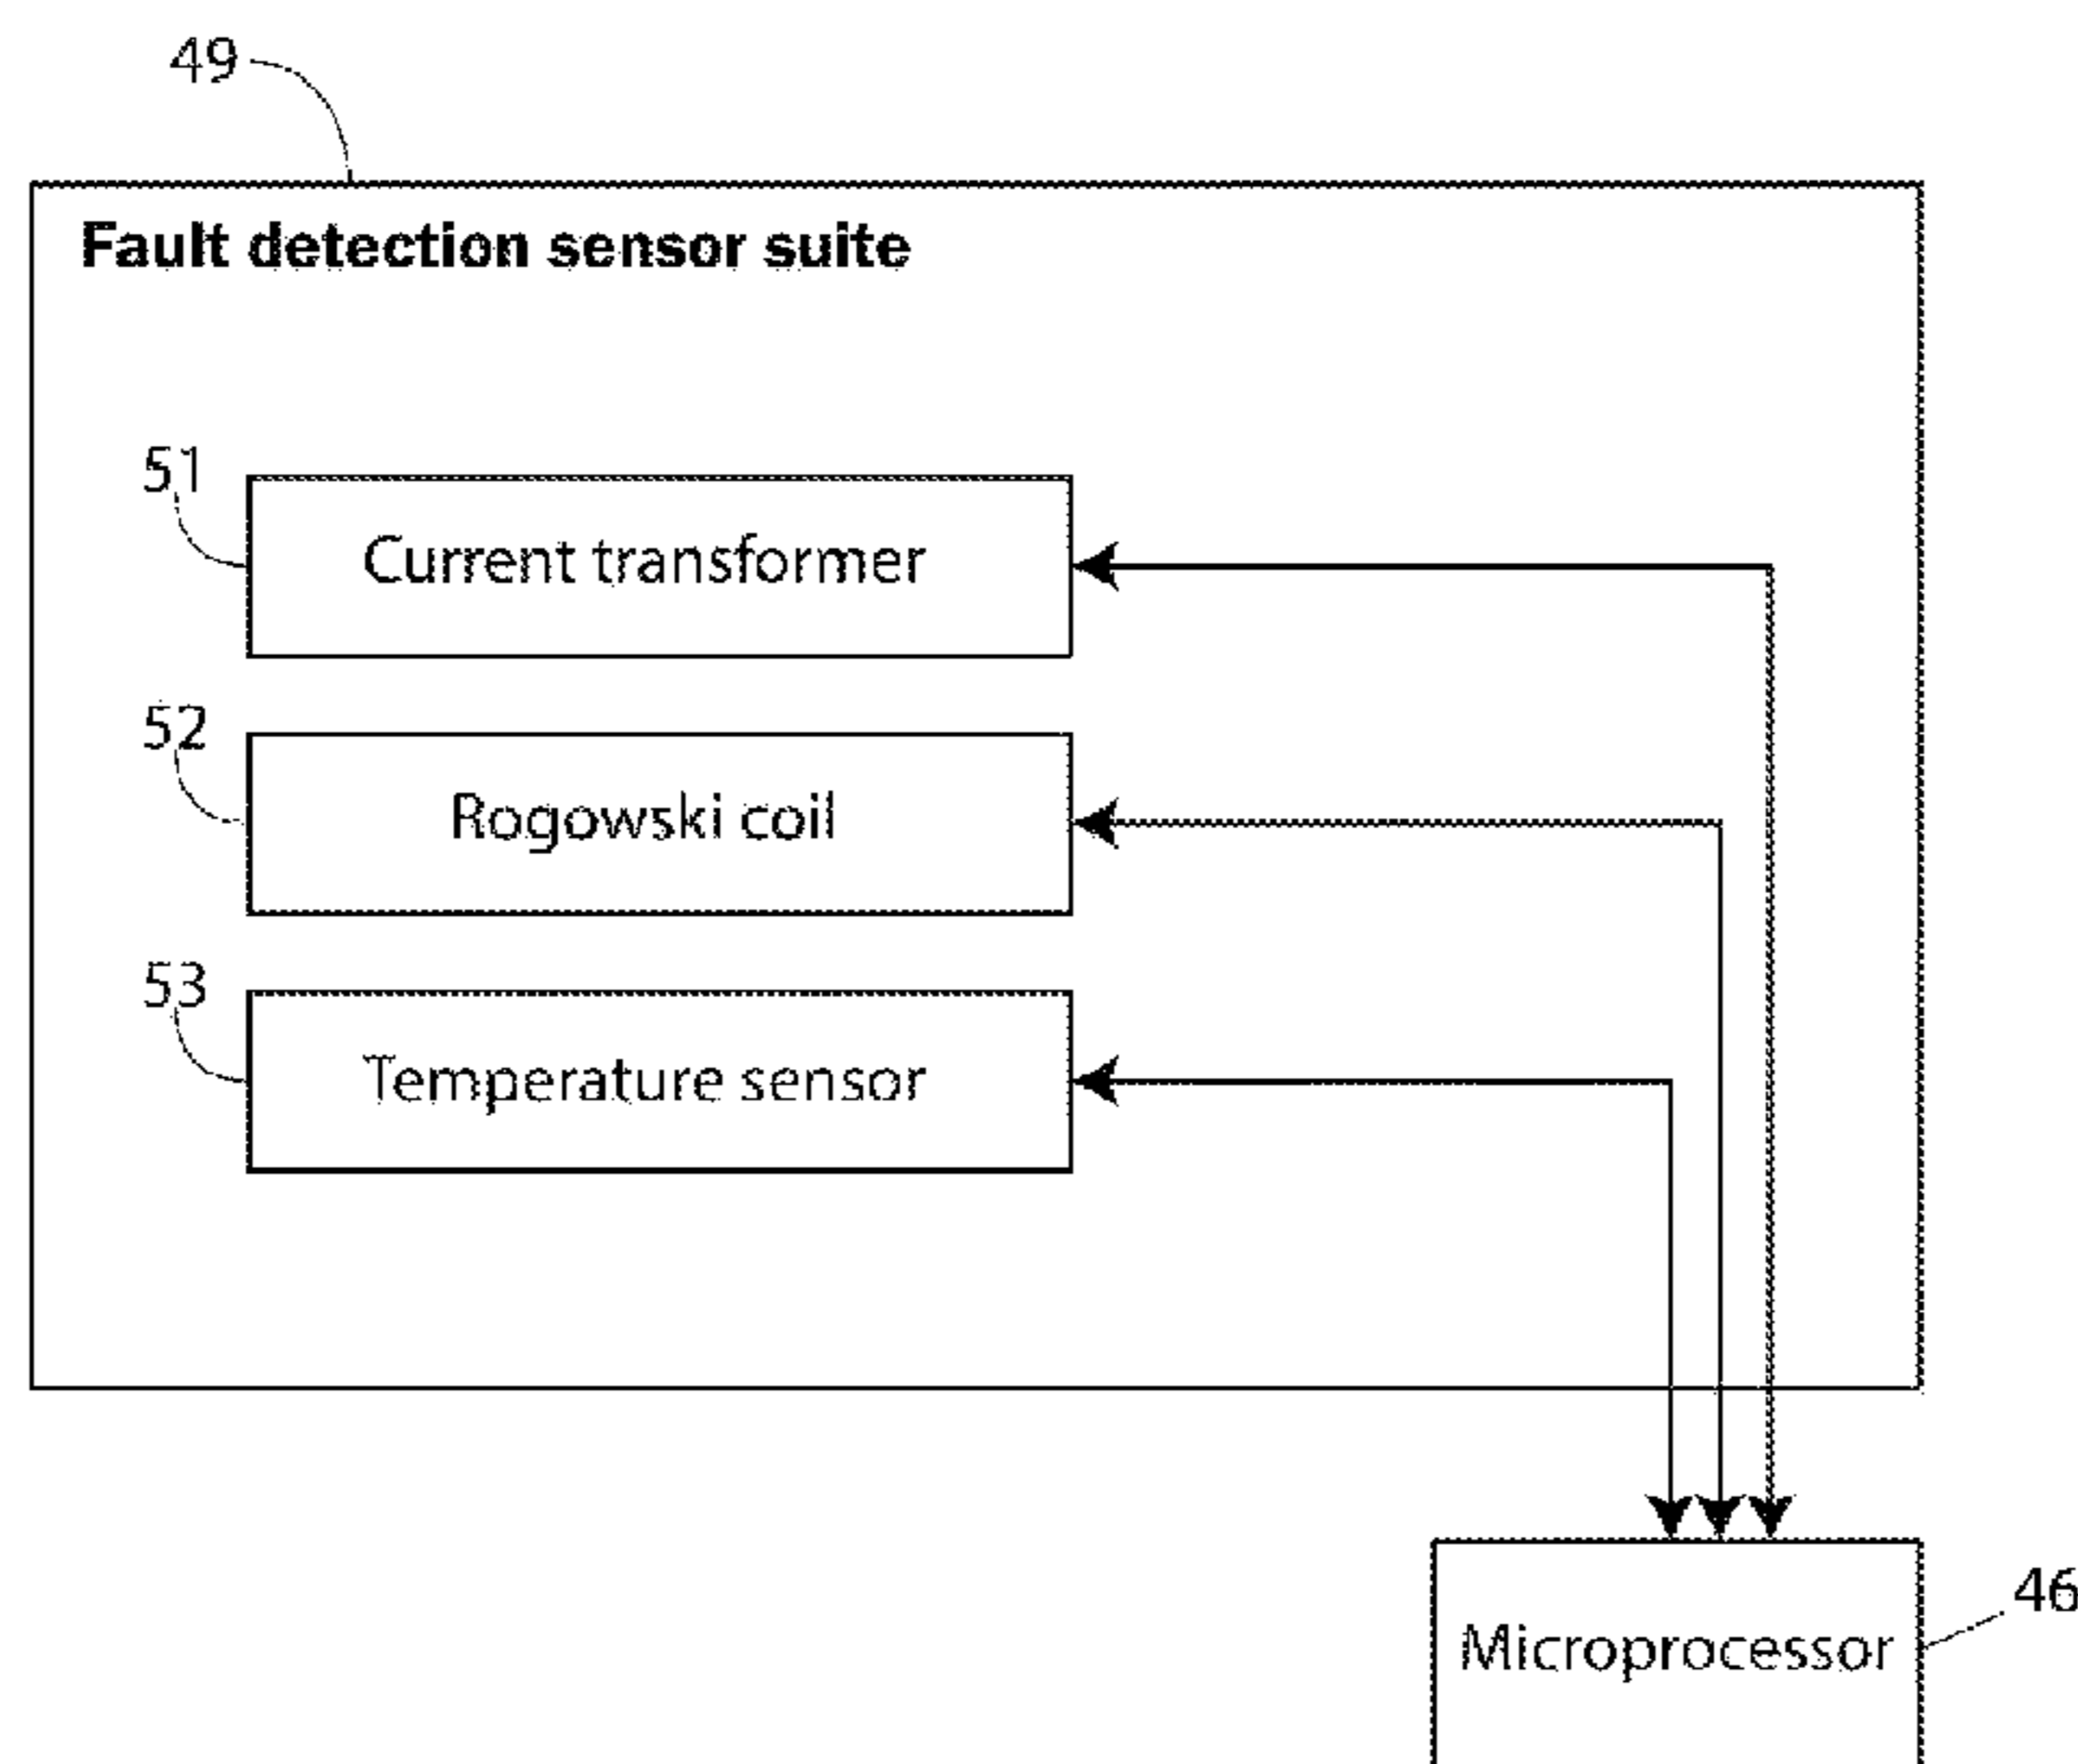 49
Fault detection sensor suite
51
Current transformer
52
Rogowski coil
53
Temperature sensor
46
Microprocessor